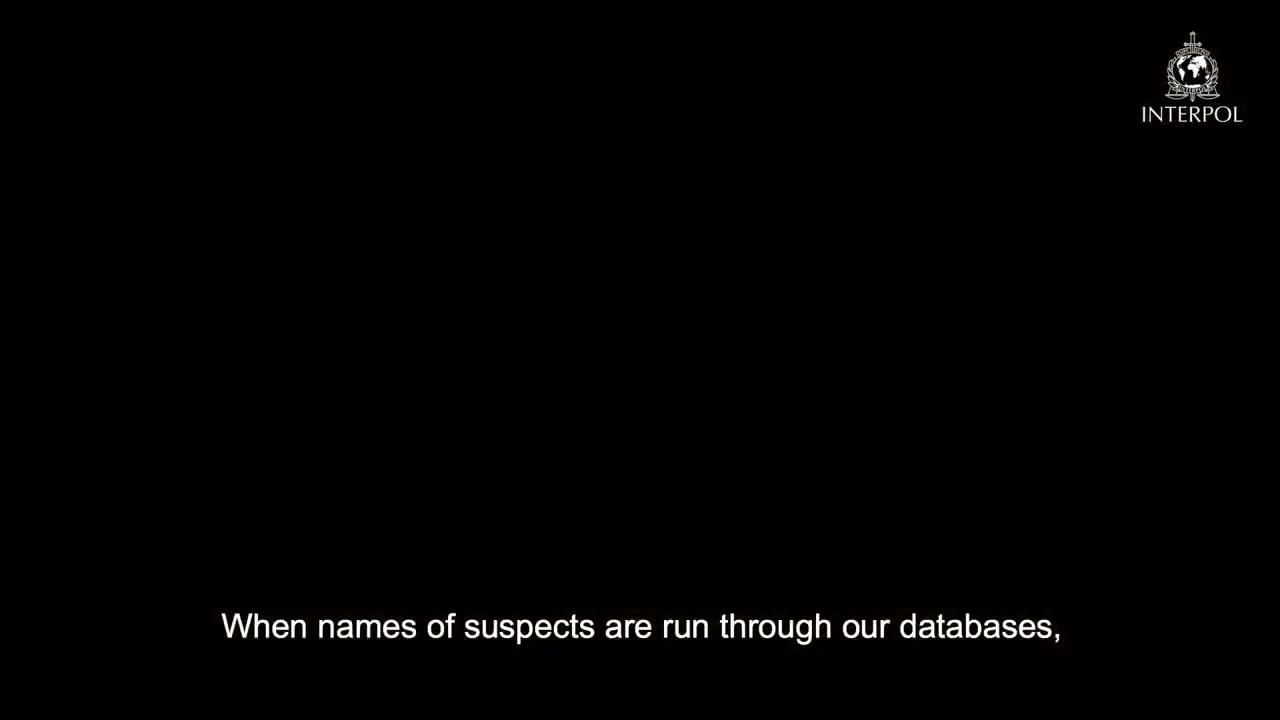 INTERPOL
When names of suspects are run through our databases,